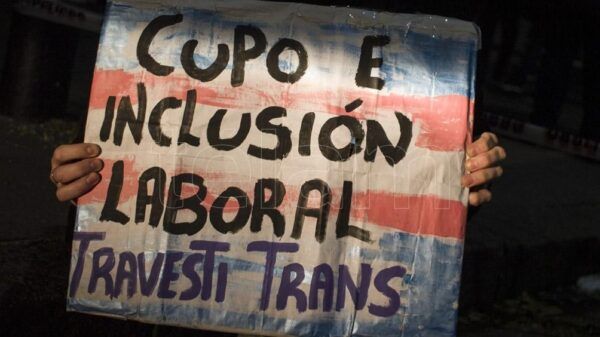 CUPO E
INCLUSIÓN
LABORAL
TRAVESTI TRANS